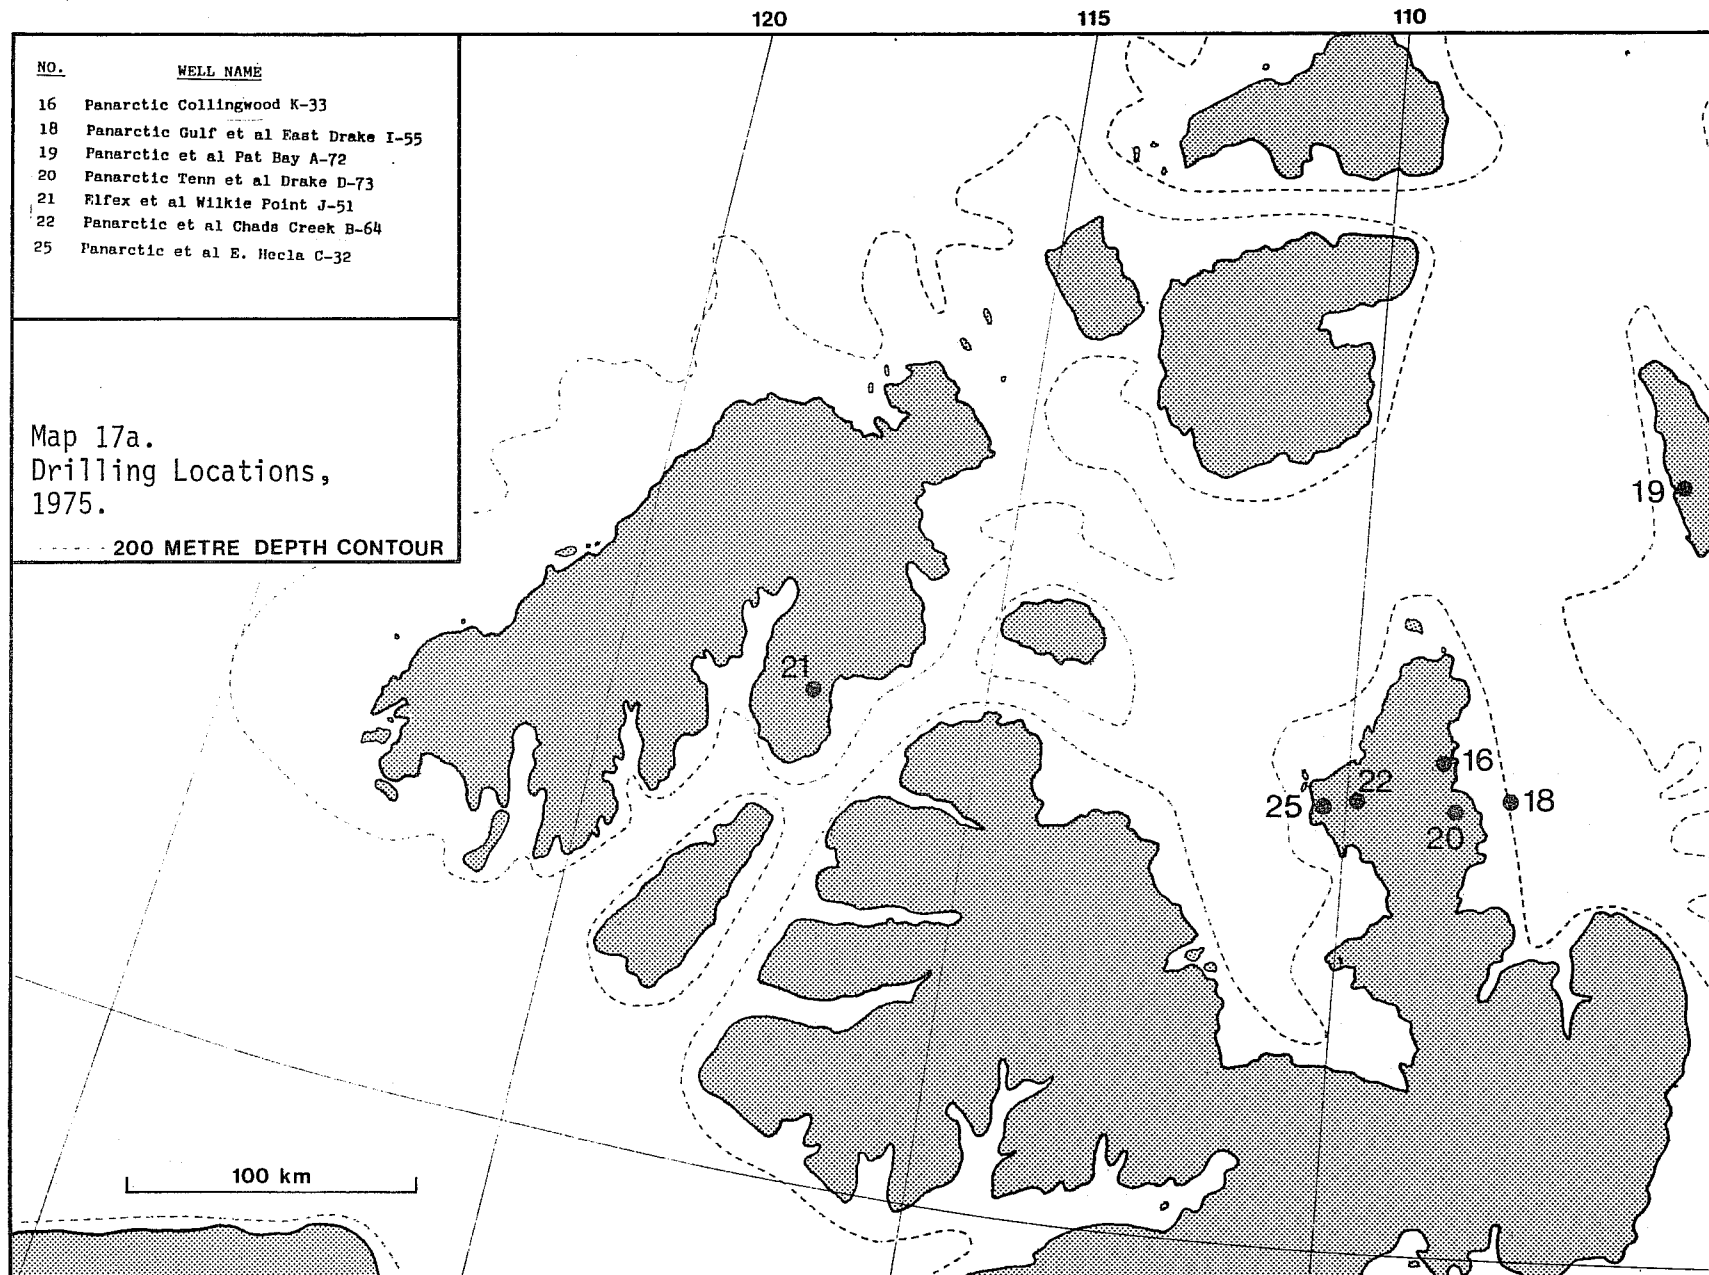 120 115 110
NO. WELL NAME
16 Panarctic Collingwood K-33
18 Panarctic Gulf et al East Drake I-55
19 Panarctic et al Pat Bay A-72
20 Panarctic Tenn et al Drake D-73
21 Elfex et al Wilkie Point J-51
22 Panarctic et al Chads Creek B-64
25 Panarctic et al E. Hecla C-32
Map 17a.
Drilling Locations,
1975.
200 METRE DEPTH CONTOUR
19
21
16
22
25
18
20
100 km